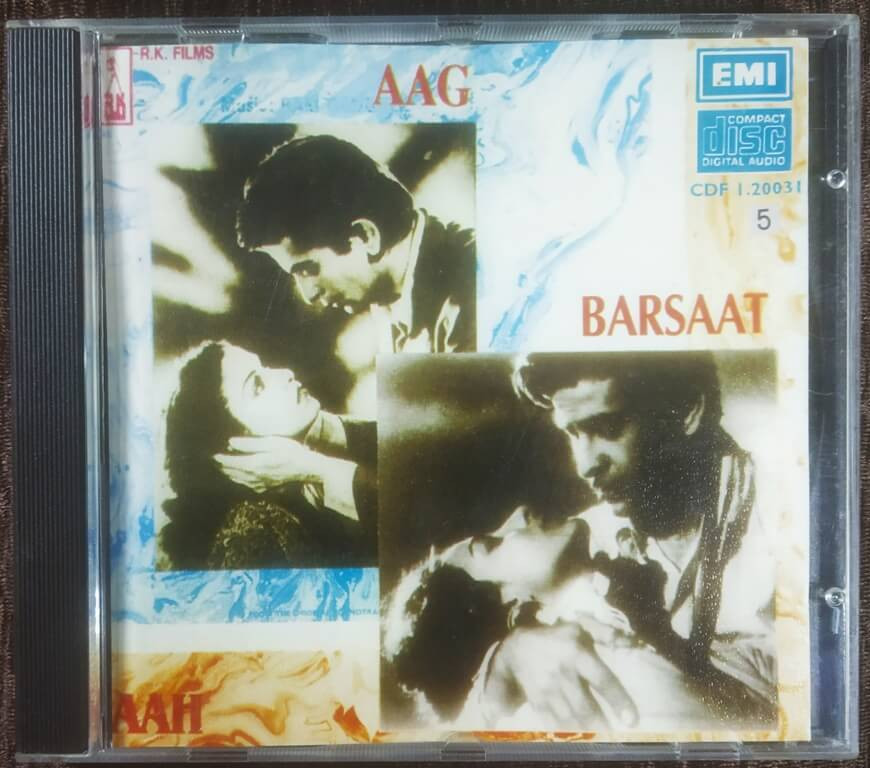 R.K. FILMS
AAG
EMI
COMPACT
disc
DIGITAL AUDIO
CDF 1.20031
5
BARSAAT
AAH